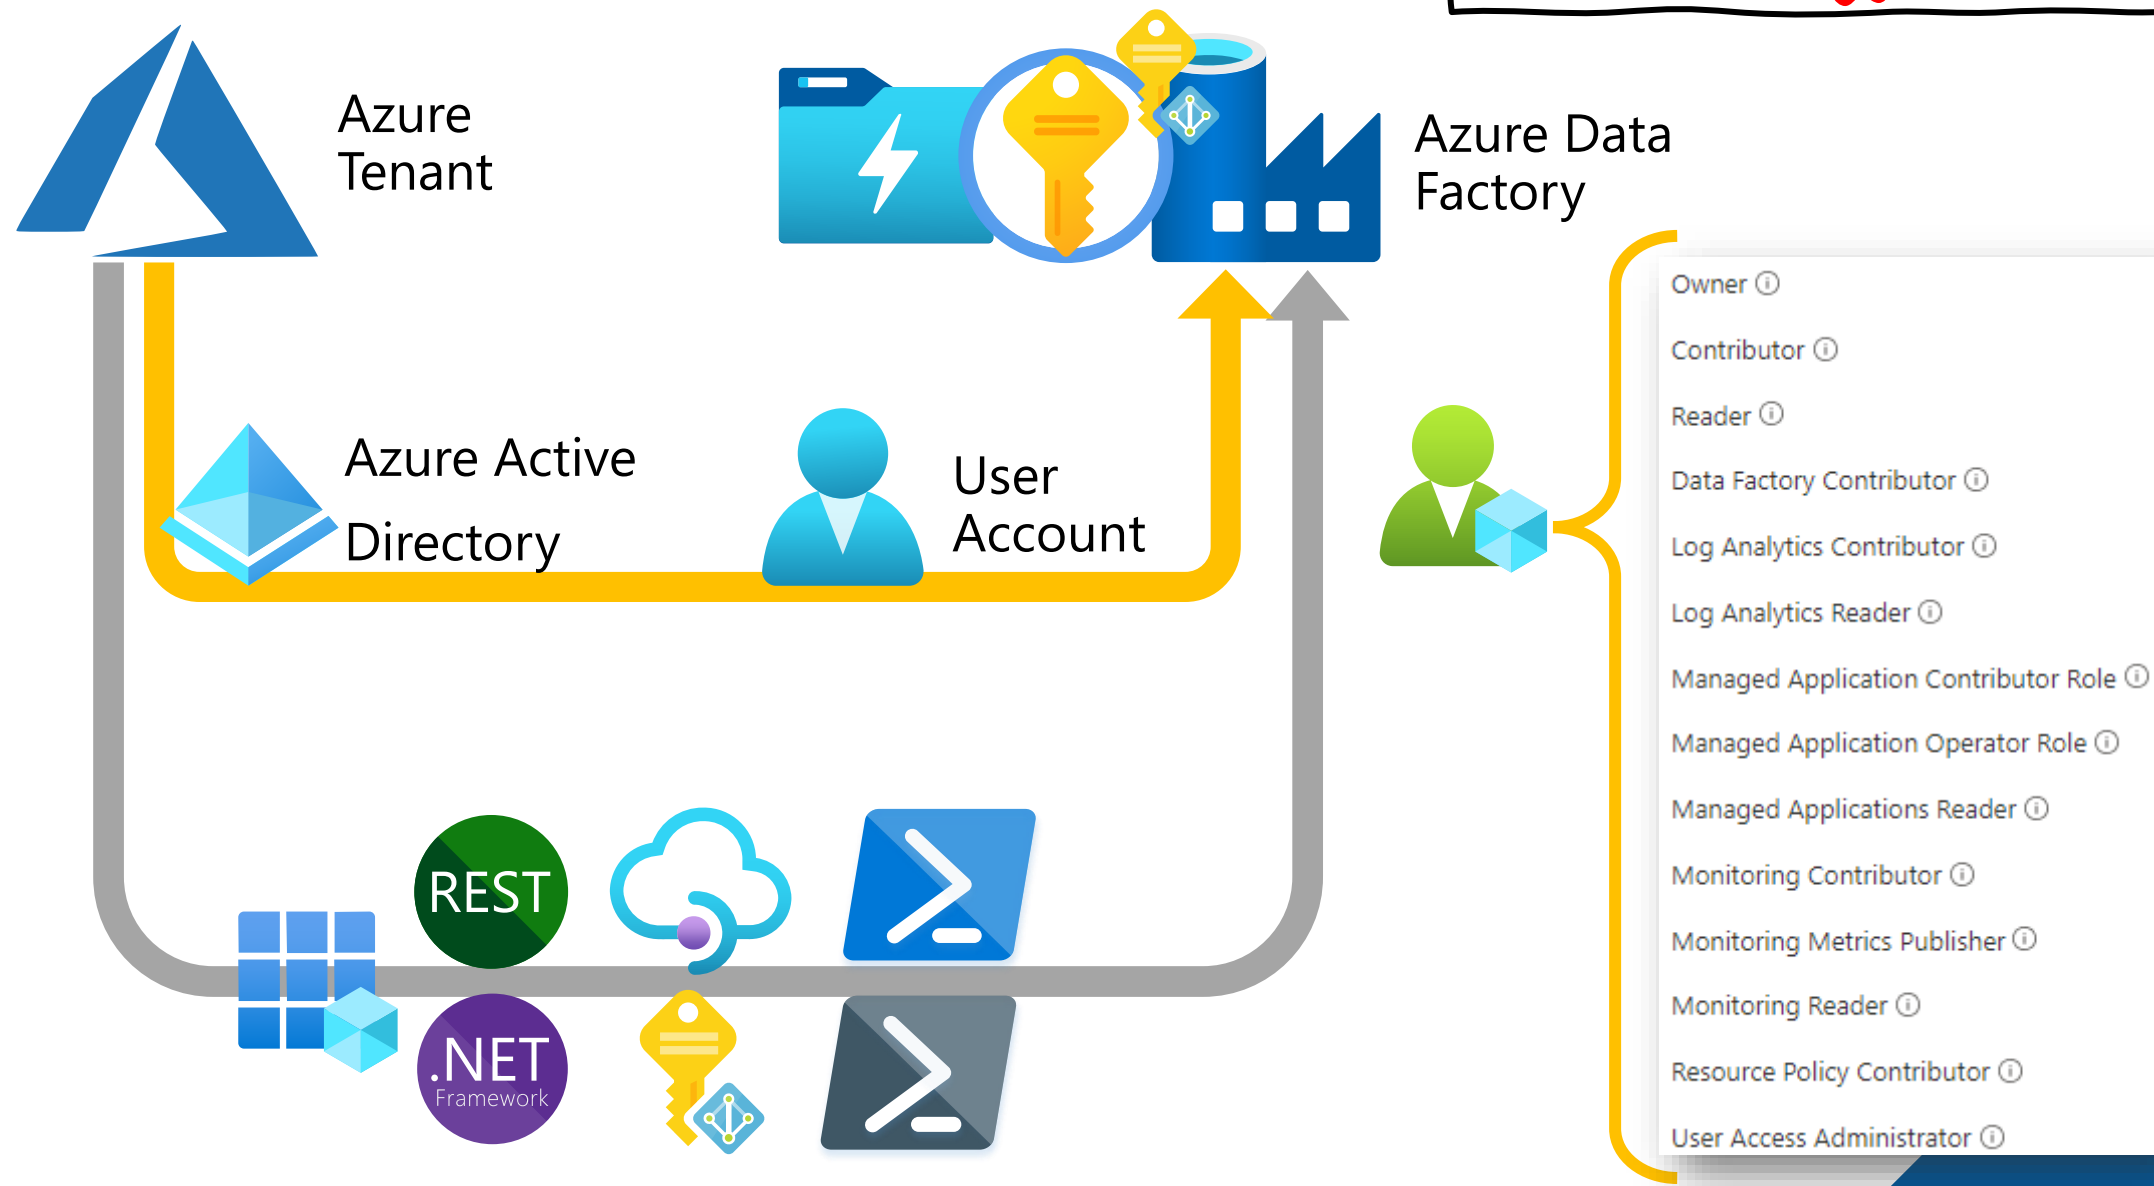 Azure
Tenant
Azure Data
Factory
Azure Active
Directory
User
Account
REST
.NET
Framework
Owner
Contributor
Reader
Data Factory Contributor
Log Analytics Contributor
Log Analytics Reader
Managed Application Contributor Role
Managed Application Operator Role
Managed Applications Reader
Monitoring Contributor
Monitoring Metrics Publisher
Monitoring Reader
Resource Policy Contributor
User Access Administrator